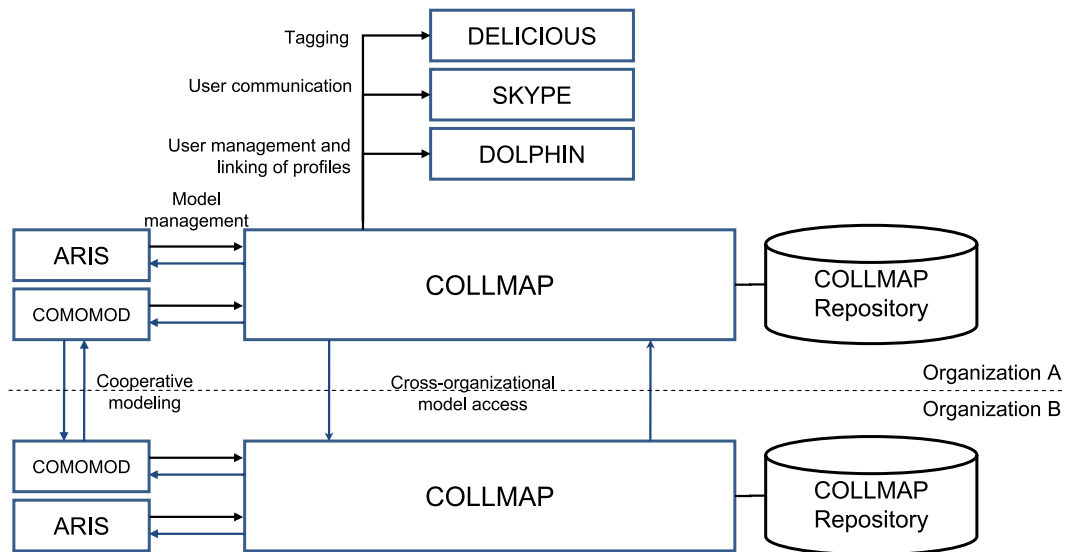 Tagging
DELICIOUS
User communication
SKYPE
User management and
linking of profiles
DOLPHIN
Model
management
ARIS
COMOMOD
COLLMAP
COLLMAP
Repository
Cooperative
modeling
Cross-organizational
model access
Organization A
Organization B
COMOMOD
ARIS
COLLMAP
COLLMAP
Repository